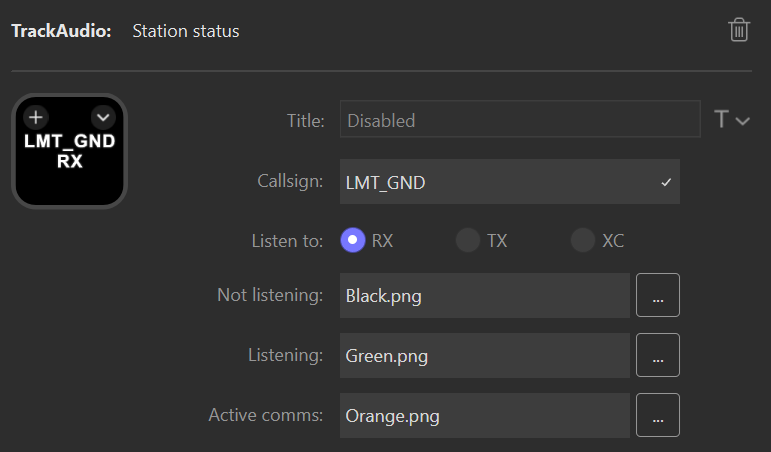 TrackAudio: Station status
LMT_GND
RX
Title: Disabled T
Callsign: LMT_GND
Listen to: RX TX XC
Not listening: Black.png ...
Listening: Green.png ...
Active comms: Orange.png ...